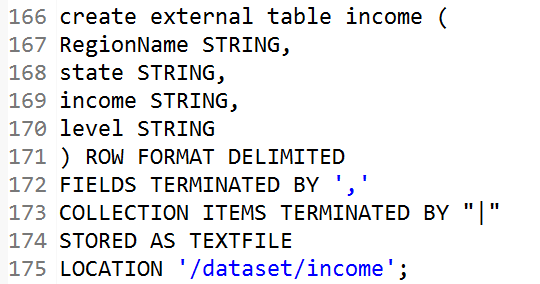 166 create external table income (
167 RegionName STRING,
168 state STRING,
169 income STRING,
170 level STRING
171 ) ROW FORMAT DELIMITED
172 FIELDS TERMINATED BY ','
173 COLLECTION ITEMS TERMINATED BY "|"
174 STORED AS TEXTFILE
175 LOCATION '/dataset/income';